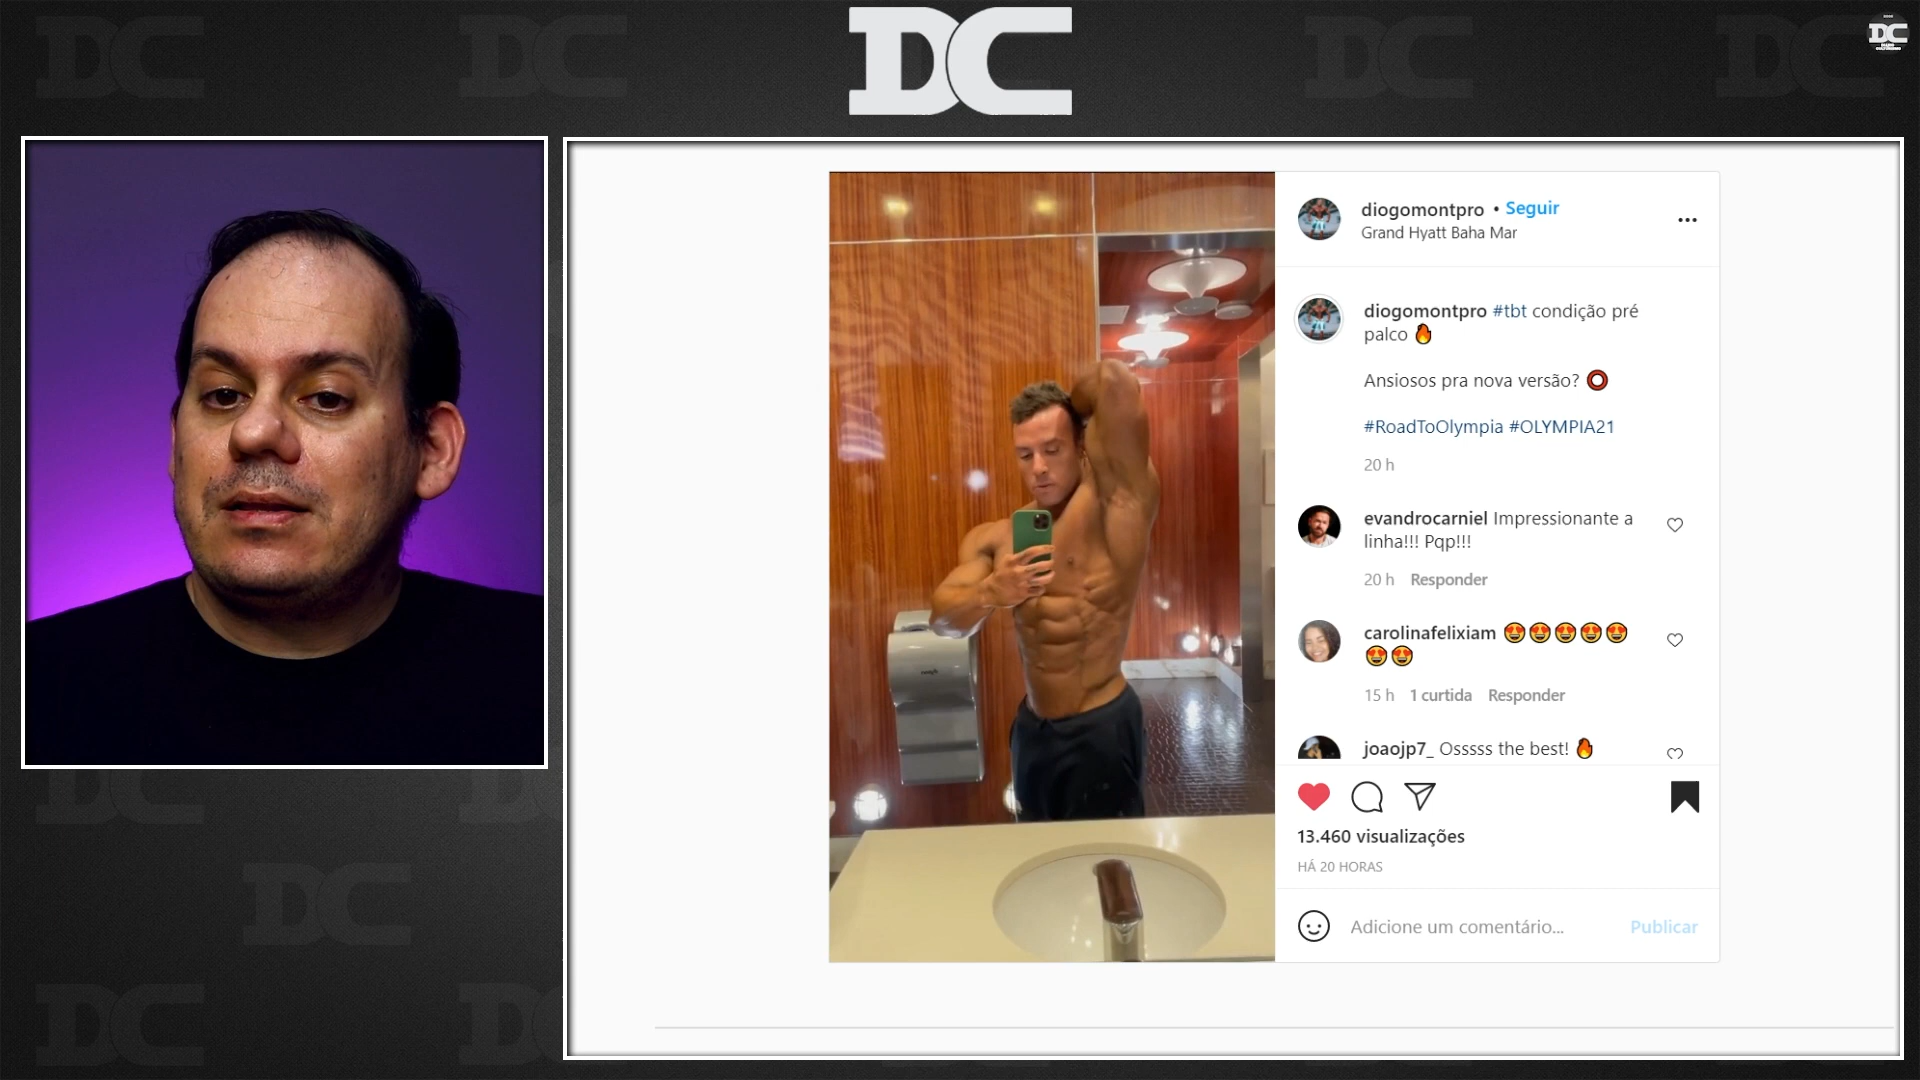 DC
DC
diogomontpro • Seguir
Grand Hyatt Baha Mar
diogomontpro #tbt condição pré
palco 🔥
Ansiosos pra nova versão? ⭕
#RoadToOlympia #OLYMPIA21
20 h
evandrocarniel Impressionante a
linha!!! Pqp!!!
20 h Responder
carolinafelixiam 😍😍😍😍😍
😍😍
15 h 1 curtida Responder
joaojp7_ Osssss the best! 🔥
13.460 visualizações
HÁ 20 HORAS
Adicione um comentário... Publicar